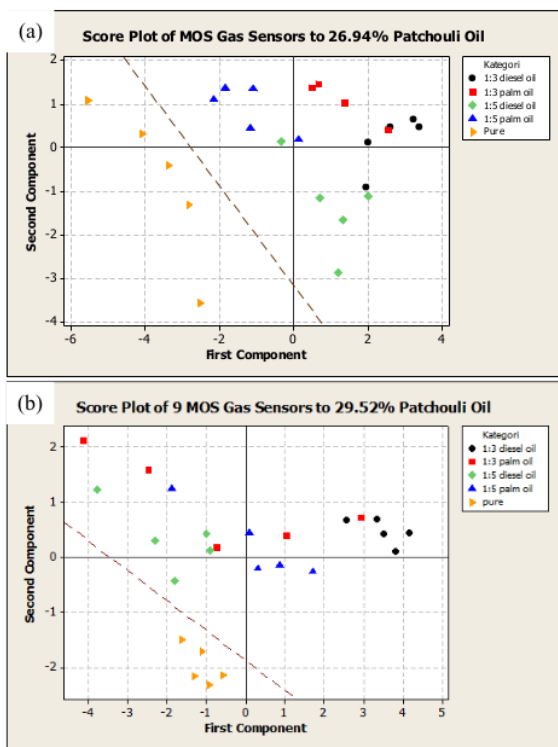 (a)
Score Plot of MOS Gas Sensors to 26.94% Patchouli Oil
Kategori
1:3 diesel oil
1:3 palm oil
1:5 diesel oil
1:5 palm oil
Pure
2
1
0
-1
-2
-3
-4
Second Component
-6 -4 -2 0 2 4
First Component
(b)
Score Plot of 9 MOS Gas Sensors to 29.52% Patchouli Oil
Kategori
1:3 diesel oil
1:3 palm oil
1:5 diesel oil
1:5 palm oil
pure
2
1
0
-1
-2
Second Component
-4 -3 -2 -1 0 1 2 3 4 5
First Component